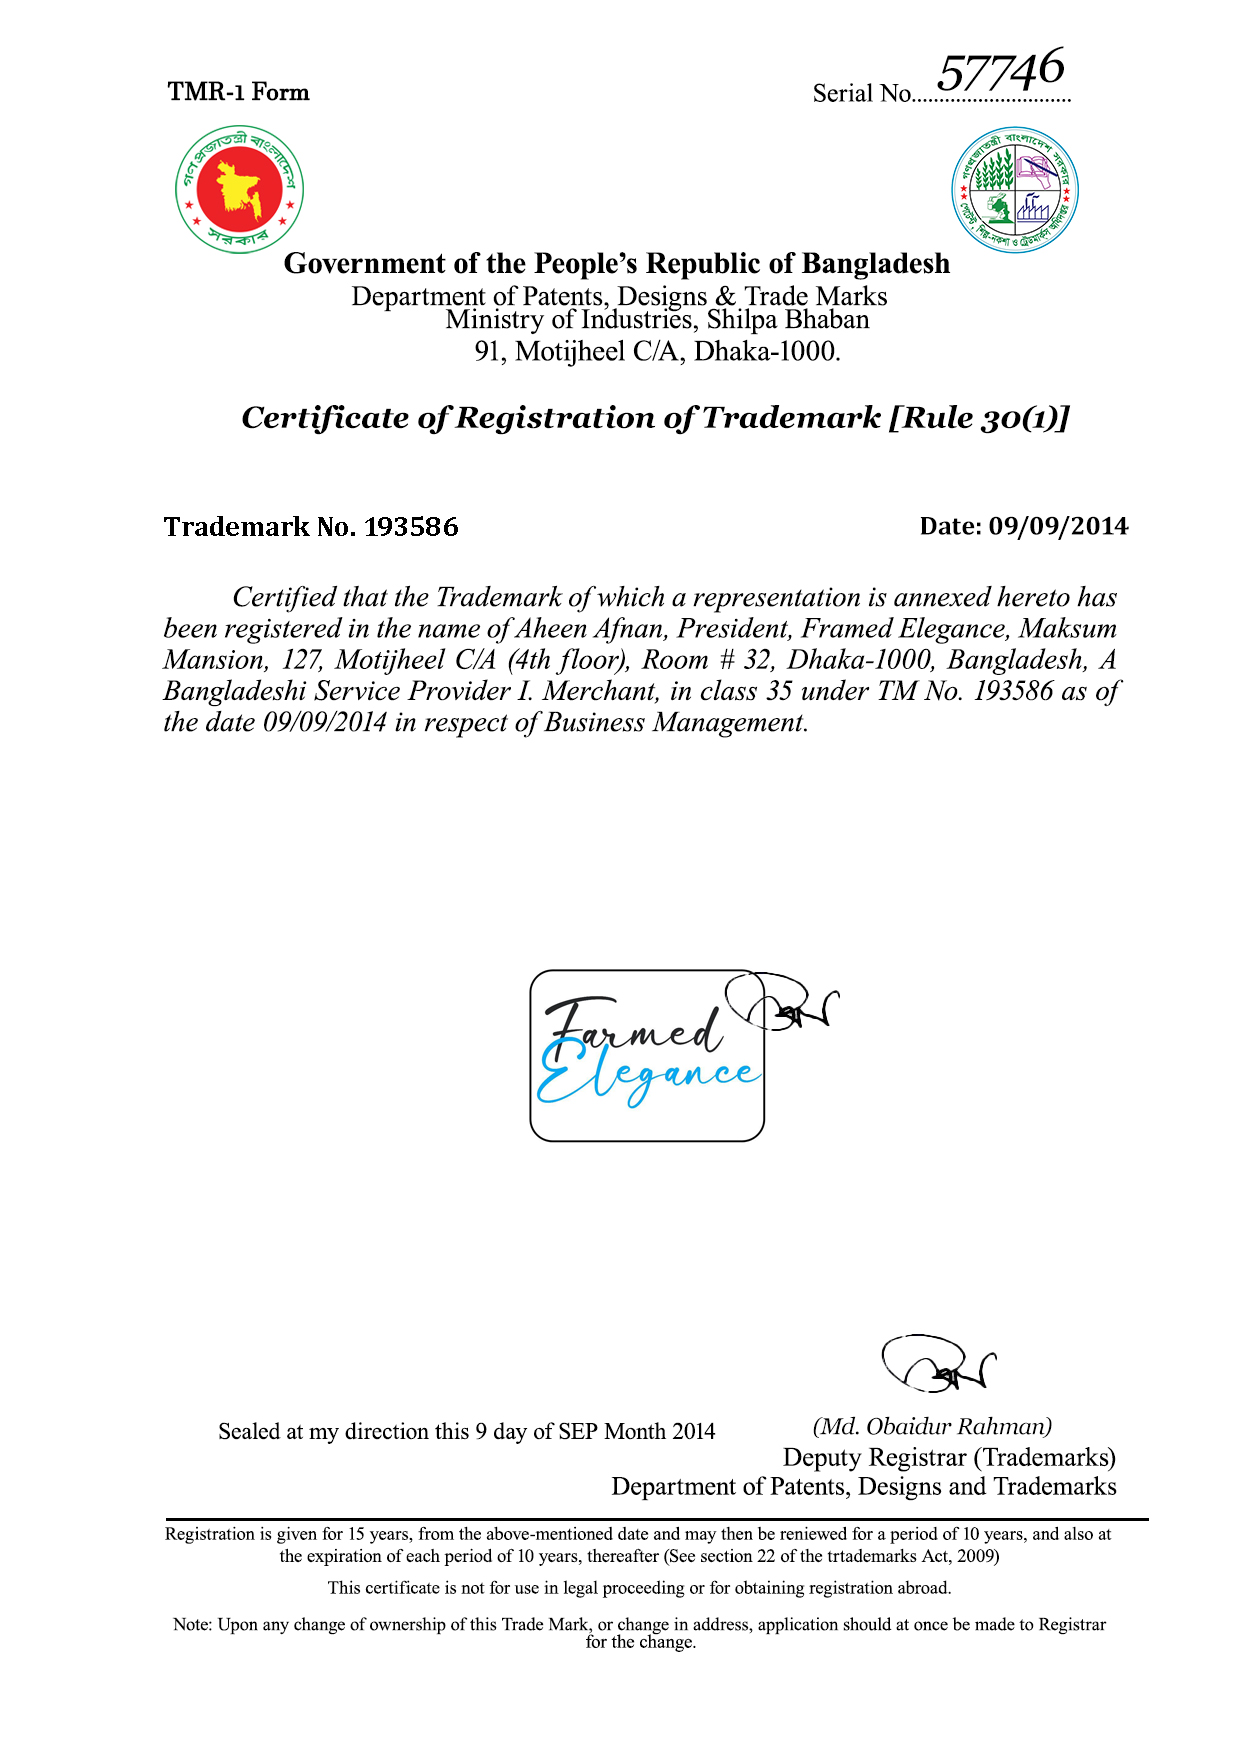 TMR-1 Form
Serial No.............................. 57746
গণ প্রজাতন্ত্রী বাংলাদেশ
সরকার
গণপ্রজাতন্ত্রী বাংলাদেশ সরকার
পেটেন্ট, শিল্প-নকশা ও ট্রেডমার্কস অধিদপ্তর
Government of the People’s Republic of Bangladesh
Department of Patents, Designs & Trade Marks
Ministry of Industries, Shilpa Bhaban
91, Motijheel C/A, Dhaka-1000.
Certificate of Registration of Trademark [Rule 30(1)]
Trademark No. 193586
Date: 09/09/2014
Certified that the Trademark of which a representation is annexed hereto has
been registered in the name of Aheen Afnan, President, Framed Elegance, Maksum
Mansion, 127, Motijheel C/A (4th floor), Room # 32, Dhaka-1000, Bangladesh, A
Bangladeshi Service Provider I. Merchant, in class 35 under TM No. 193586 as of
the date 09/09/2014 in respect of Business Management.
Farmed
Elegance
Sealed at my direction this 9 day of SEP Month 2014
(Md. Obaidur Rahman)
Deputy Registrar (Trademarks)
Department of Patents, Designs and Trademarks
Registration is given for 15 years, from the above-mentioned date and may then be reniewed for a period of 10 years, and also at
the expiration of each period of 10 years, thereafter (See section 22 of the trtademarks Act, 2009)
This certificate is not for use in legal proceeding or for obtaining registration abroad.
Note: Upon any change of ownership of this Trade Mark, or change in address, application should at once be made to Registrar
for the change.